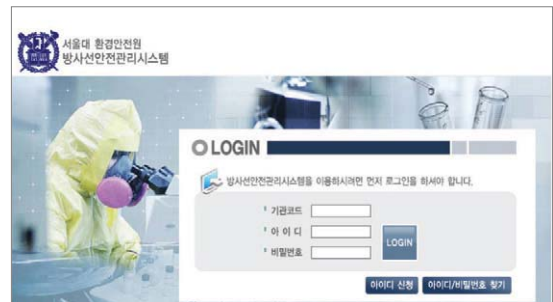 서울대 환경안전원
방사선안전관리시스템
LOGIN
방사선안전관리시스템을 이용하시려면 먼저 로그인을 하셔야 합니다.
기관코드
아 이 디
비밀번호
LOGIN
아이디 신청
아이디/비밀번호 찾기